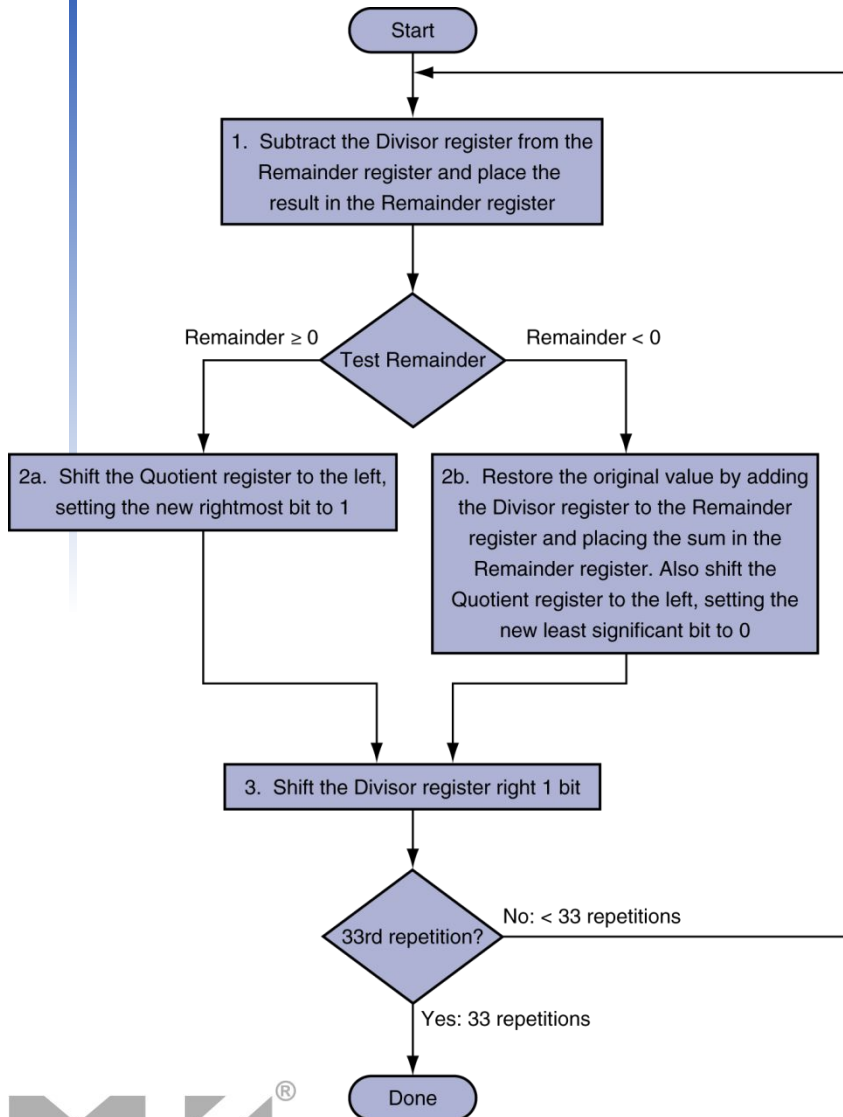 Start
1. Subtract the Divisor register from the
Remainder register and place the
result in the Remainder register
Remainder ≥ 0
Remainder < 0
Test Remainder
2a. Shift the Quotient register to the left,
setting the new rightmost bit to 1
2b. Restore the original value by adding
the Divisor register to the Remainder
register and placing the sum in the
Remainder register. Also shift the
Quotient register to the left, setting the
new least significant bit to 0
3. Shift the Divisor register right 1 bit
33rd repetition?
No: < 33 repetitions
Yes: 33 repetitions
®
Done